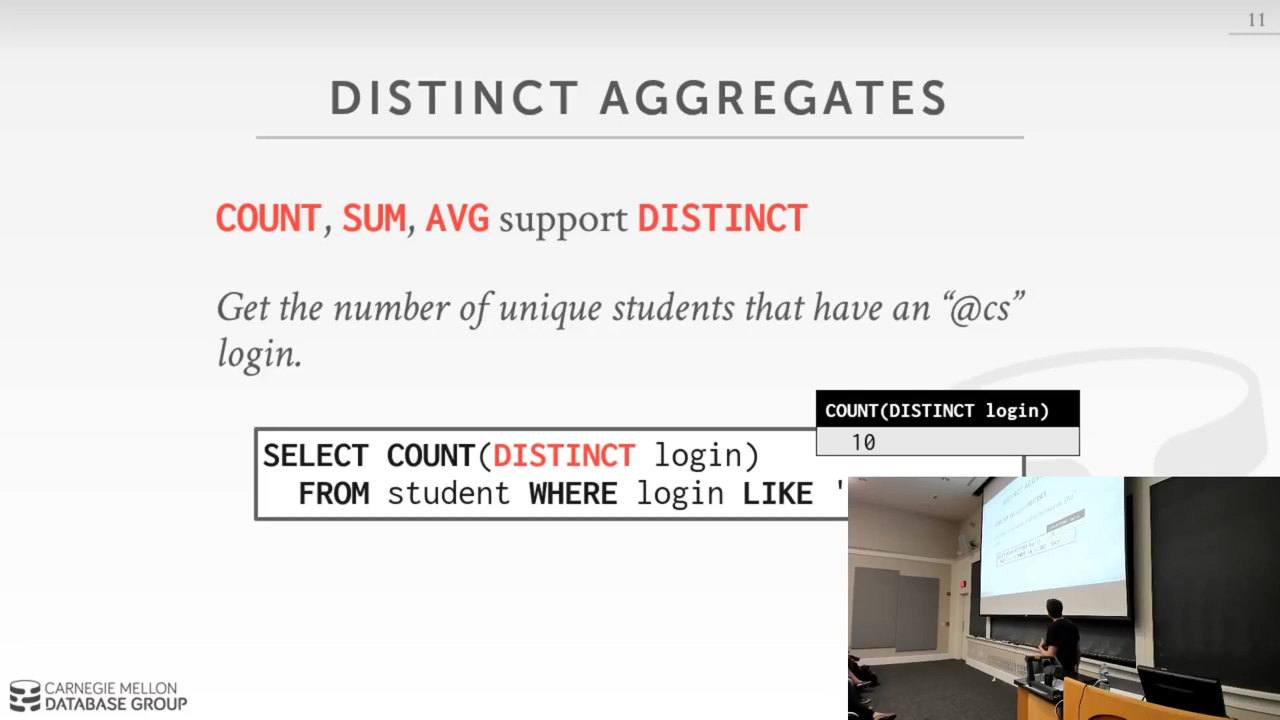 11
DISTINCT AGGREGATES
COUNT, SUM, AVG support DISTINCT
Get the number of unique students that have an “@cs”
login.
COUNT(DISTINCT login)
10
SELECT COUNT(DISTINCT login)
FROM student WHERE login LIKE '
CARNEGIE MELLON
DATABASE GROUP